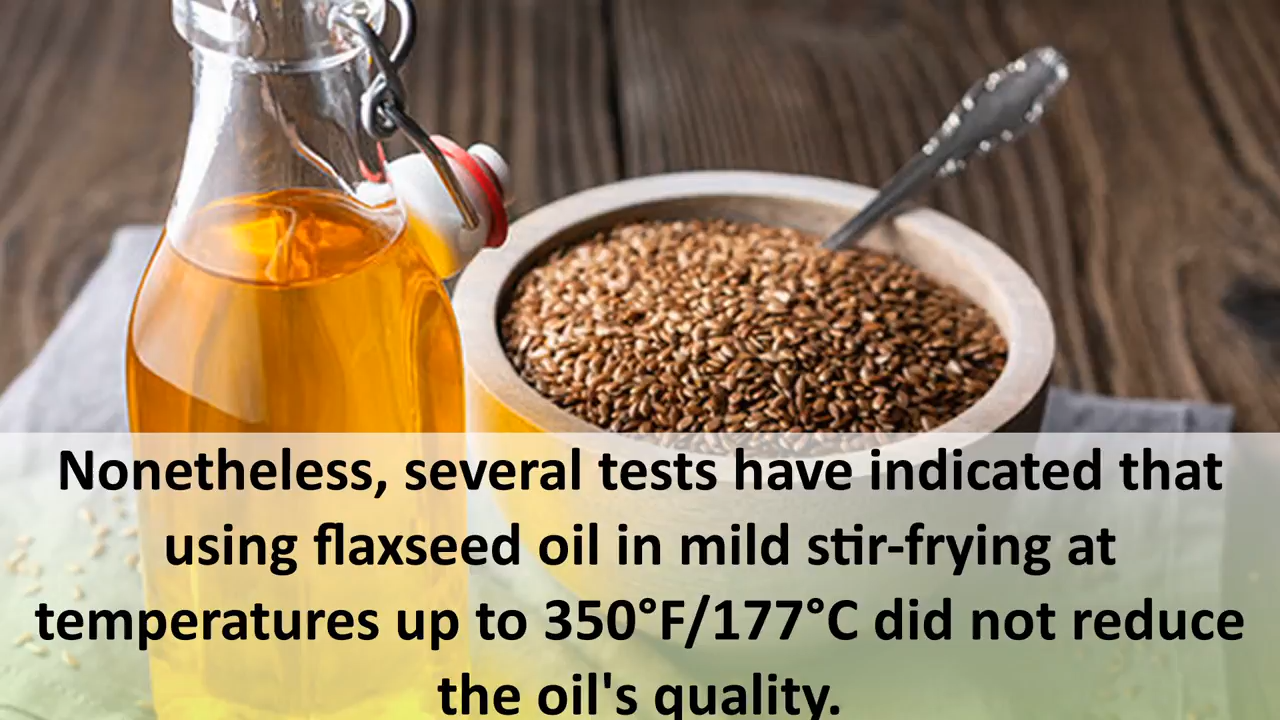 Nonetheless, several tests have indicated that
using flaxseed oil in mild stir-frying at
temperatures up to 350°F/177°C did not reduce
the oil's quality.